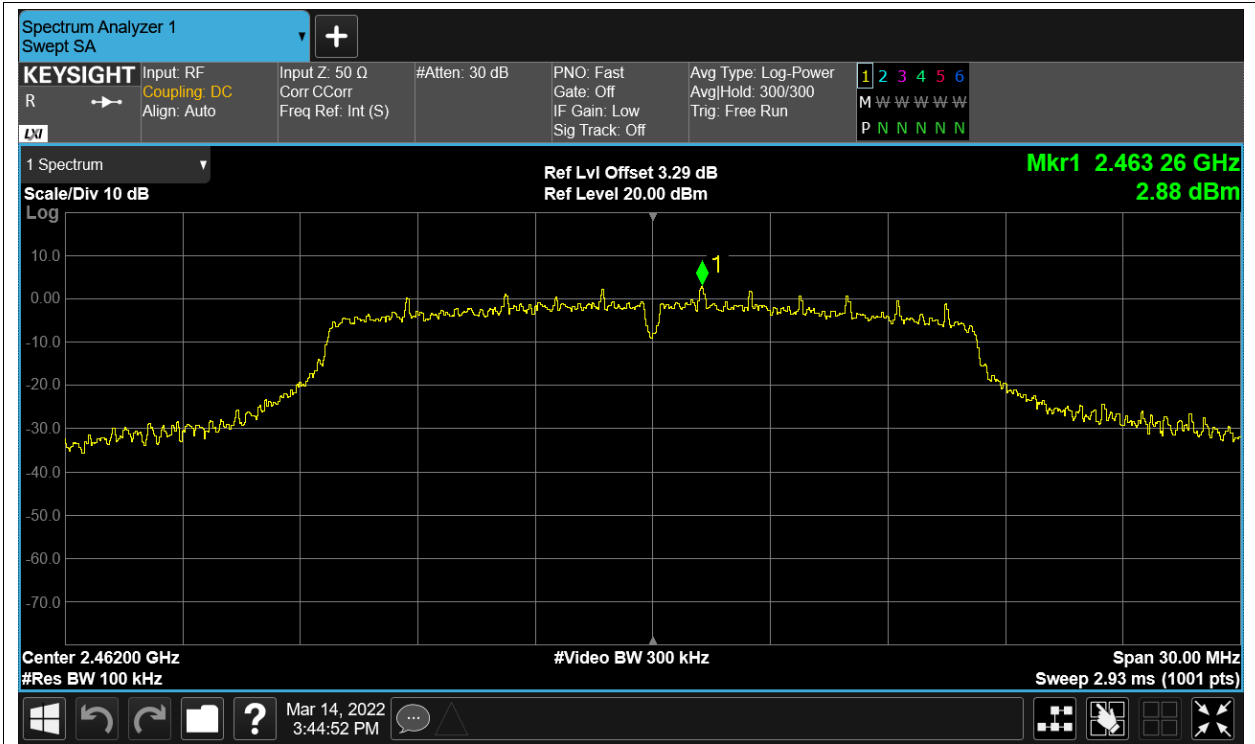 Spectrum Analyzer 1
Swept SA
+
KEYSIGHT
R
LXI
Input: RF
Coupling: DC
Align: Auto
Input Z: 50 Ω
Corr CCorr
Freq Ref: Int (S)
#Atten: 30 dB
PNO: Fast
Gate: Off
IF Gain: Low
Sig Track: Off
Avg Type: Log-Power
Avg|Hold: 300/300
Trig: Free Run
1 2 3 4 5 6
M W W W W W
P N N N N N
1 Spectrum
Scale/Div 10 dB
Log
Ref Lvl Offset 3.29 dB
Ref Level 20.00 dBm
Mkr1 2.463 26 GHz
2.88 dBm
1
10.0
0.00
-10.0
-20.0
-30.0
-40.0
-50.0
-60.0
-70.0
Center 2.46200 GHz
#Res BW 100 kHz
#Video BW 300 kHz
Span 30.00 MHz
Sweep 2.93 ms (1001 pts)
?
Mar 14, 2022
3:44:52 PM